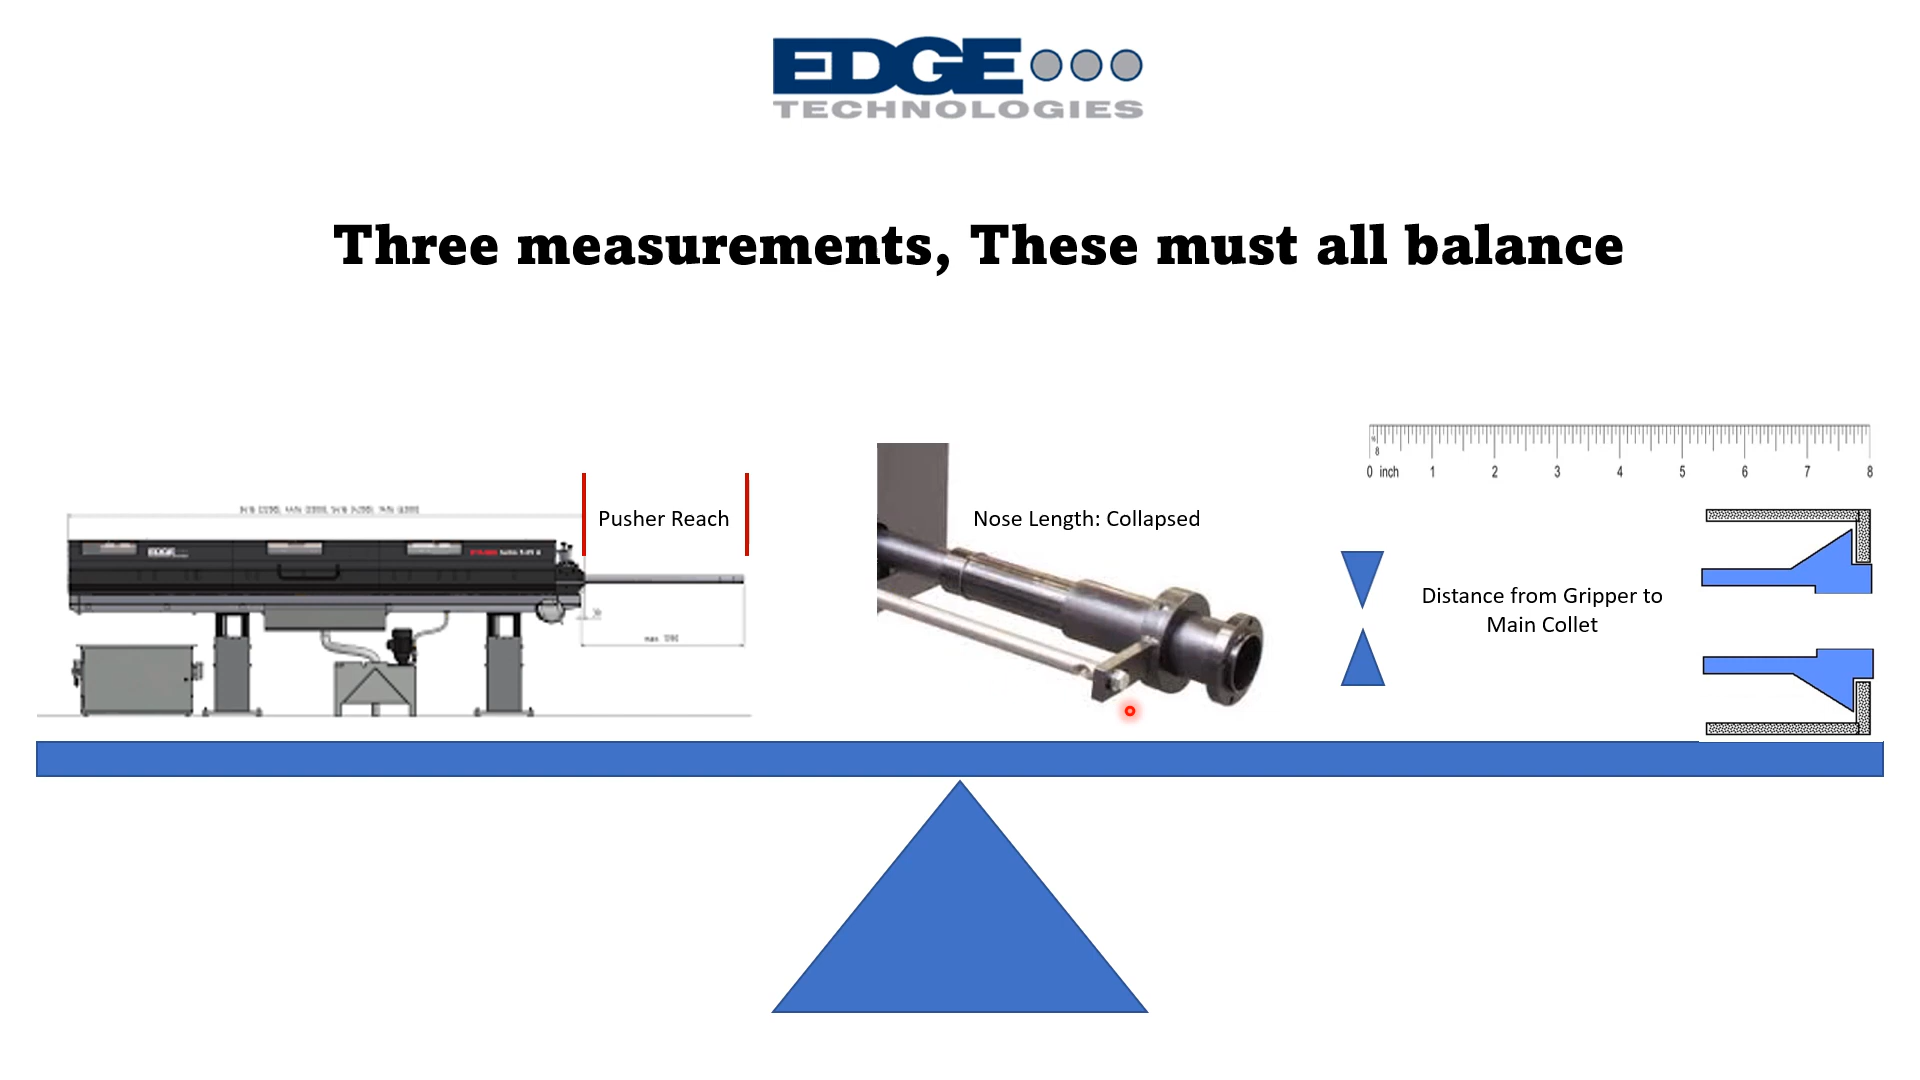 EDGE
TECHNOLOGIES
Three measurements, These must all balance
Pusher Reach
Nose Length: Collapsed
0 inch 1 2 3 4 5 6 7 8
Distance from Gripper to
Main Collet
EDGE